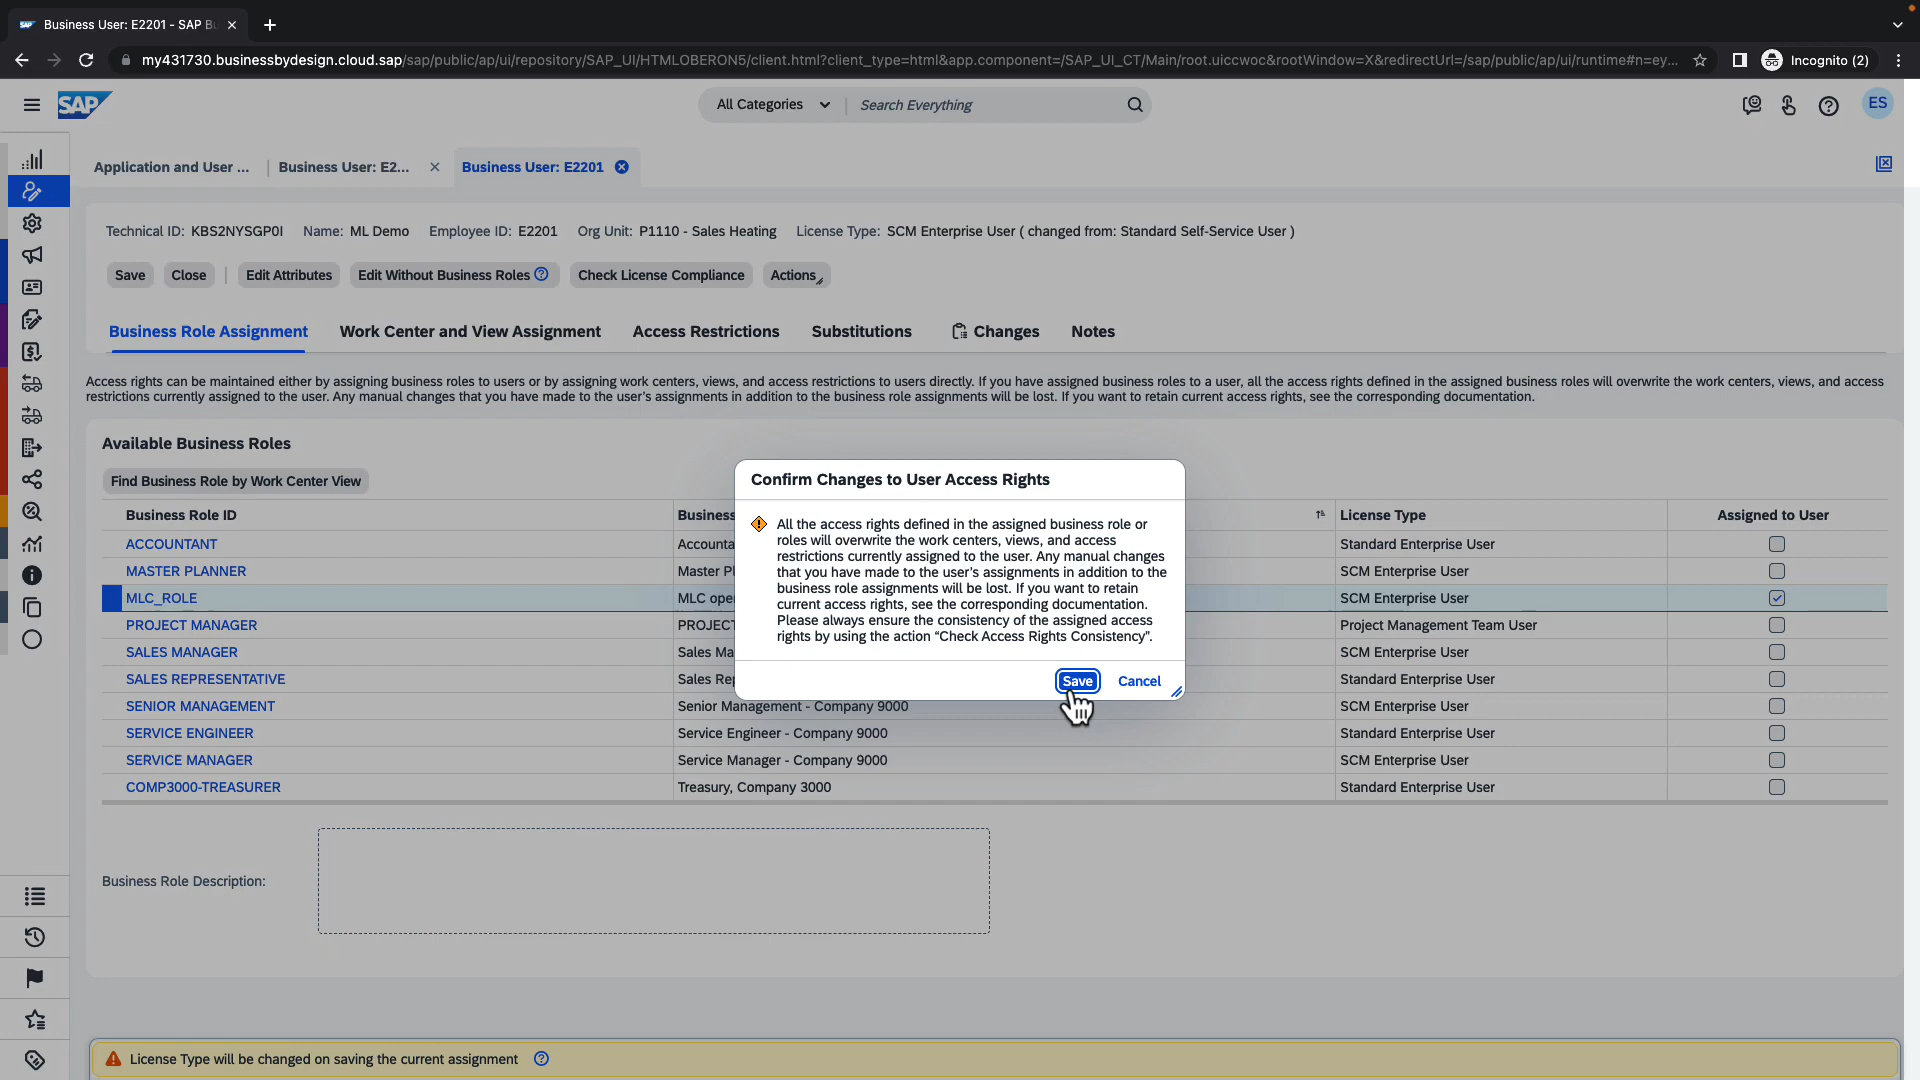 Business User: E2201 - SAP Bu
my431730.businessbydesign.cloud.sap/sap/public/ap/ui/repository/SAP_UI/HTMLOBERON5/client.html?client_type=html&app.component=/SAP_UI_CT/Main/root.uiccwoc&rootWindow=X&redirectUrl=/sap/public/ap/ui/runtime#n=ey...
Incognito (2)
SAP
All Categories
Search Everything
ES
Application and User ...
Business User: E2...
Business User: E2201
Technical ID: KBS2NYSGP0I Name: ML Demo Employee ID: E2201 Org Unit: P1110 - Sales Heating License Type: SCM Enterprise User ( changed from: Standard Self-Service User )
Save Close Edit Attributes Edit Without Business Roles Check License Compliance Actions
Business Role Assignment Work Center and View Assignment Access Restrictions Substitutions Changes Notes
Access rights can be maintained either by assigning business roles to users or by assigning work centers, views, and access restrictions to users directly. If you have assigned business roles to a user, all the access rights defined in the assigned business roles will overwrite the work centers, views, and access
restrictions currently assigned to the user. Any manual changes that you have made to the user's assignments in addition to the business role assignments will be lost. If you want to retain current access rights, see the corresponding documentation.
Available Business Roles
Find Business Role by Work Center View
Business Role ID Business License Type Assigned to User
ACCOUNTANT Accounta Standard Enterprise User
MASTER PLANNER Master Pl SCM Enterprise User
MLC_ROLE MLC ope SCM Enterprise User
PROJECT MANAGER PROJECT Project Management Team User
SALES MANAGER Sales Ma SCM Enterprise User
SALES REPRESENTATIVE Sales Rep Standard Enterprise User
SENIOR MANAGEMENT Senior Management - Company 9000 SCM Enterprise User
SERVICE ENGINEER Service Engineer - Company 9000 Standard Enterprise User
SERVICE MANAGER Service Manager - Company 9000 SCM Enterprise User
COMP3000-TREASURER Treasury, Company 3000 Standard Enterprise User
Confirm Changes to User Access Rights
All the access rights defined in the assigned business role or
roles will overwrite the work centers, views, and access
restrictions currently assigned to the user. Any manual changes
that you have made to the user's assignments in addition to the
business role assignments will be lost. If you want to retain
current access rights, see the corresponding documentation.
Please always ensure the consistency of the assigned access
rights by using the action "Check Access Rights Consistency".
Save Cancel
Business Role Description:
License Type will be changed on saving the current assignment